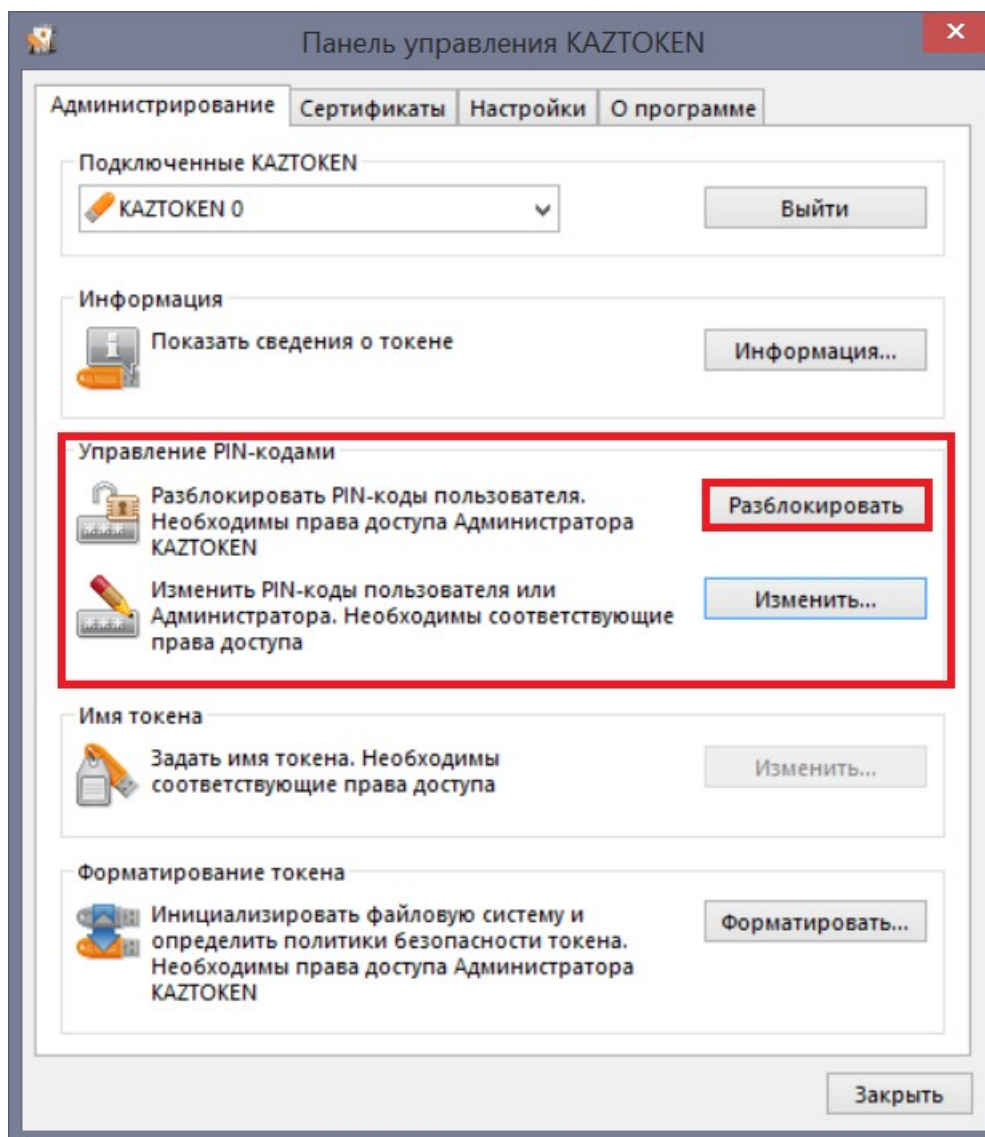 Панель управления KAZTOKEN
Администрирование
Сертификаты
Настройки
О программе
Подключенные KAZTOKEN
KAZTOKEN 0
Выйти
Информация
Показать сведения о токене
Информация...
Управление PIN-кодами
Разблокировать PIN-коды пользователя.
Необходимы права доступа Администратора
KAZTOKEN
Разблокировать
Изменить PIN-коды пользователя или
Администратора. Необходимы соответствующие
права доступа
Изменить...
Имя токена
Задать имя токена. Необходимы
соответствующие права доступа
Изменить...
Форматирование токена
Инициализировать файловую систему и
определить политики безопасности токена.
Необходимы права доступа Администратора
KAZTOKEN
Форматировать...
Закрыть